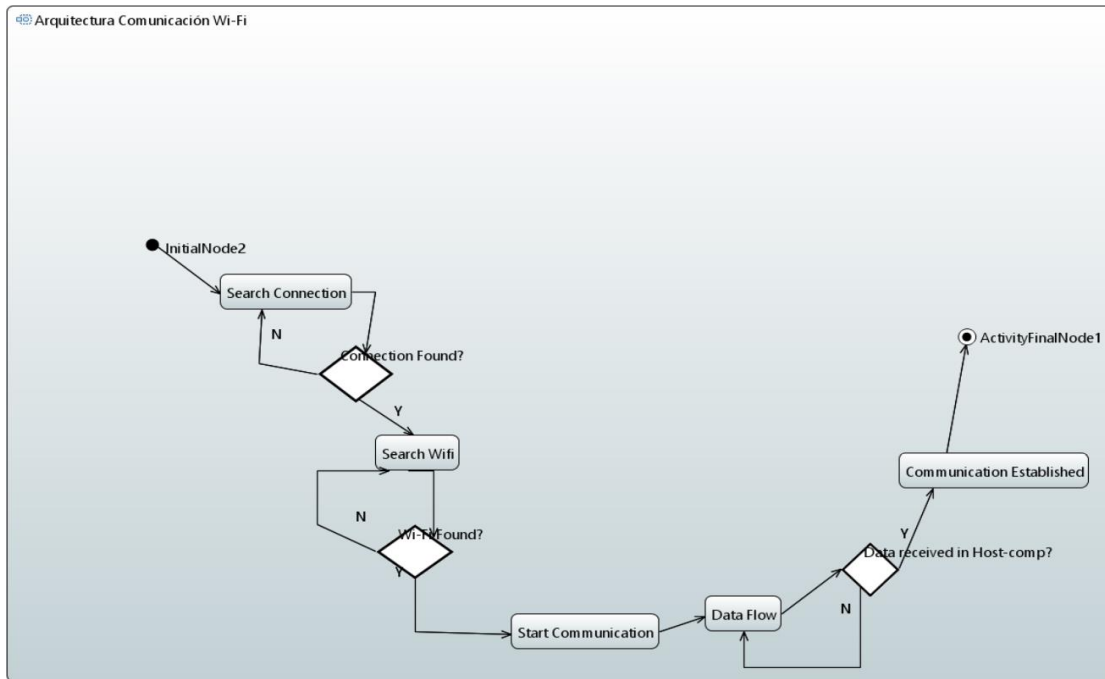 Arquitectura Comunicación Wi-Fi
InitialNode2
Search Connection
N
Connection Found?
Y
Search Wifi
N
Wi-Fi Found?
Y
Start Communication
Data Flow
N
Data received in Host-comp?
Y
Communication Established
ActivityFinalNode1